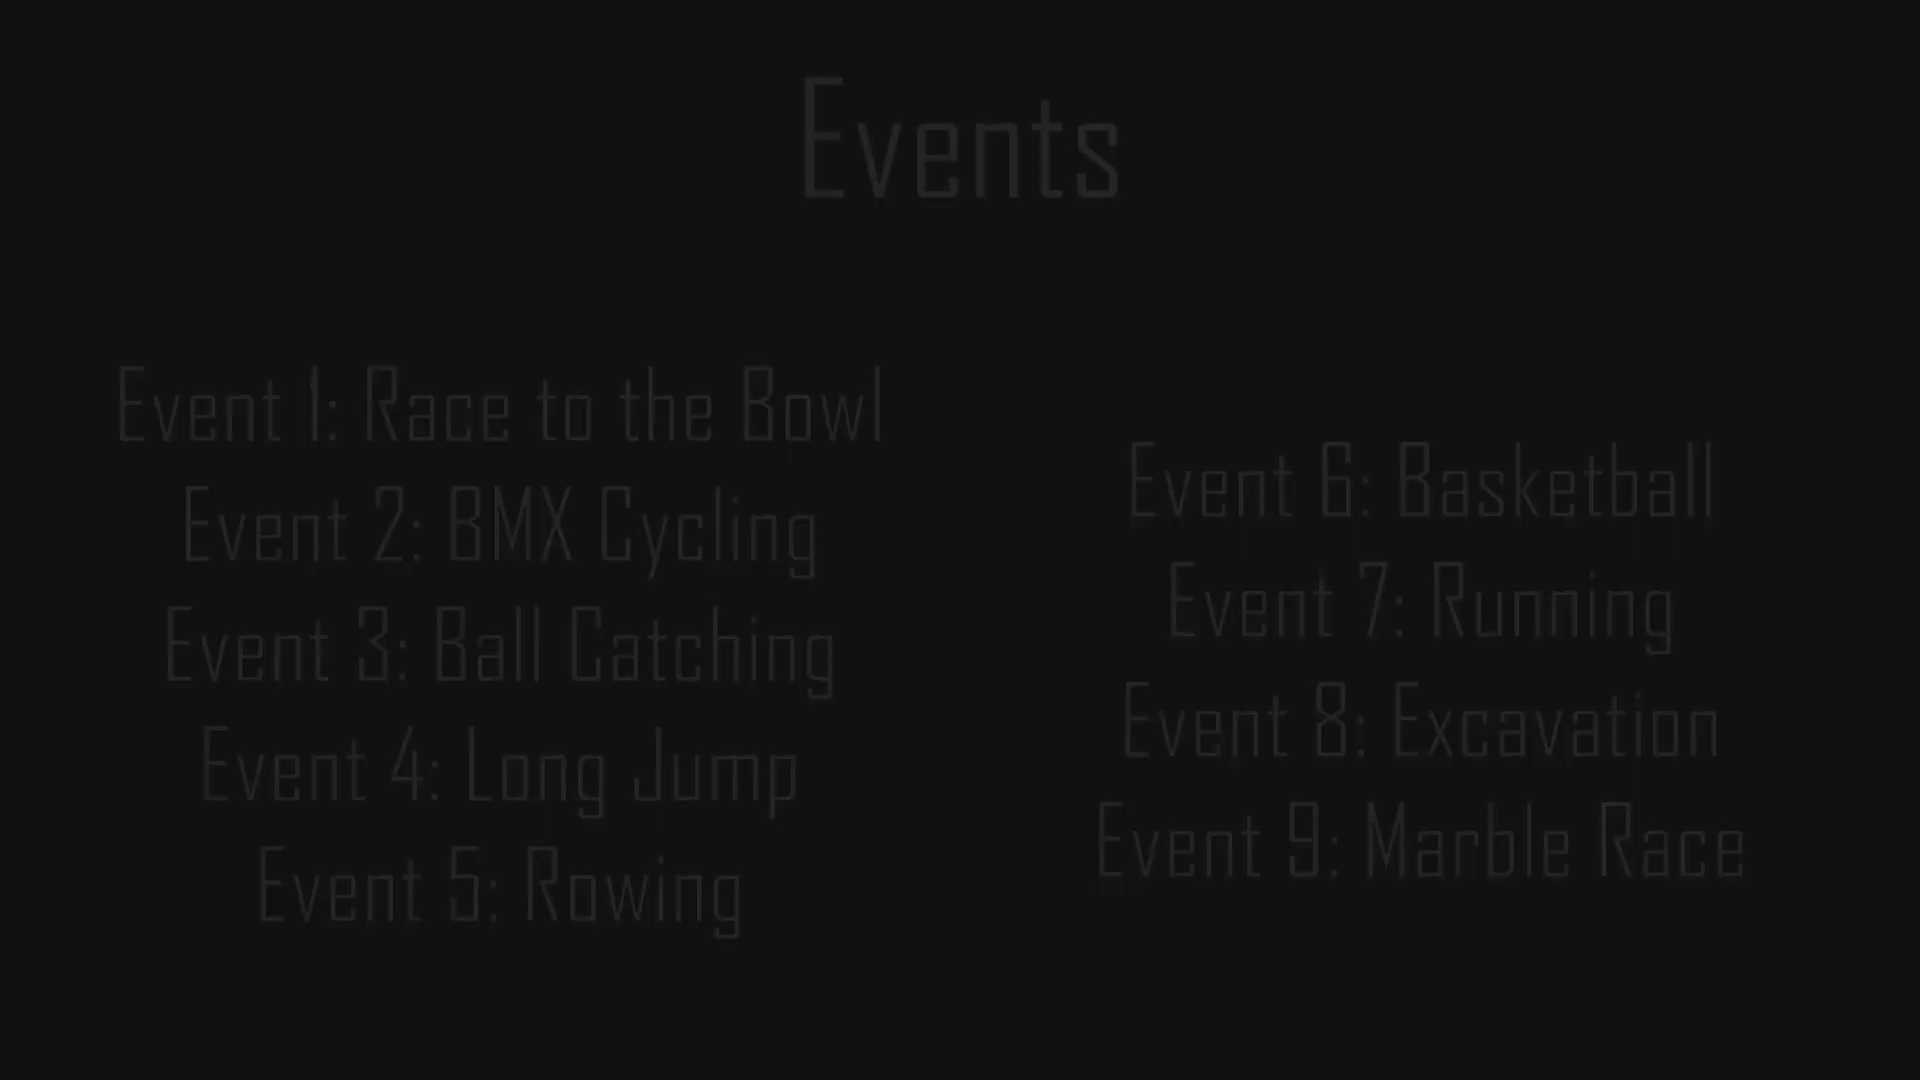 Events
Event 1: Race to the Bowl
Event 2: BMX Cycling
Event 3: Ball Catching
Event 4: Long Jump
Event 5: Rowing
Event 6: Basketball
Event 7: Running
Event 8: Excavation
Event 9: Marble Race